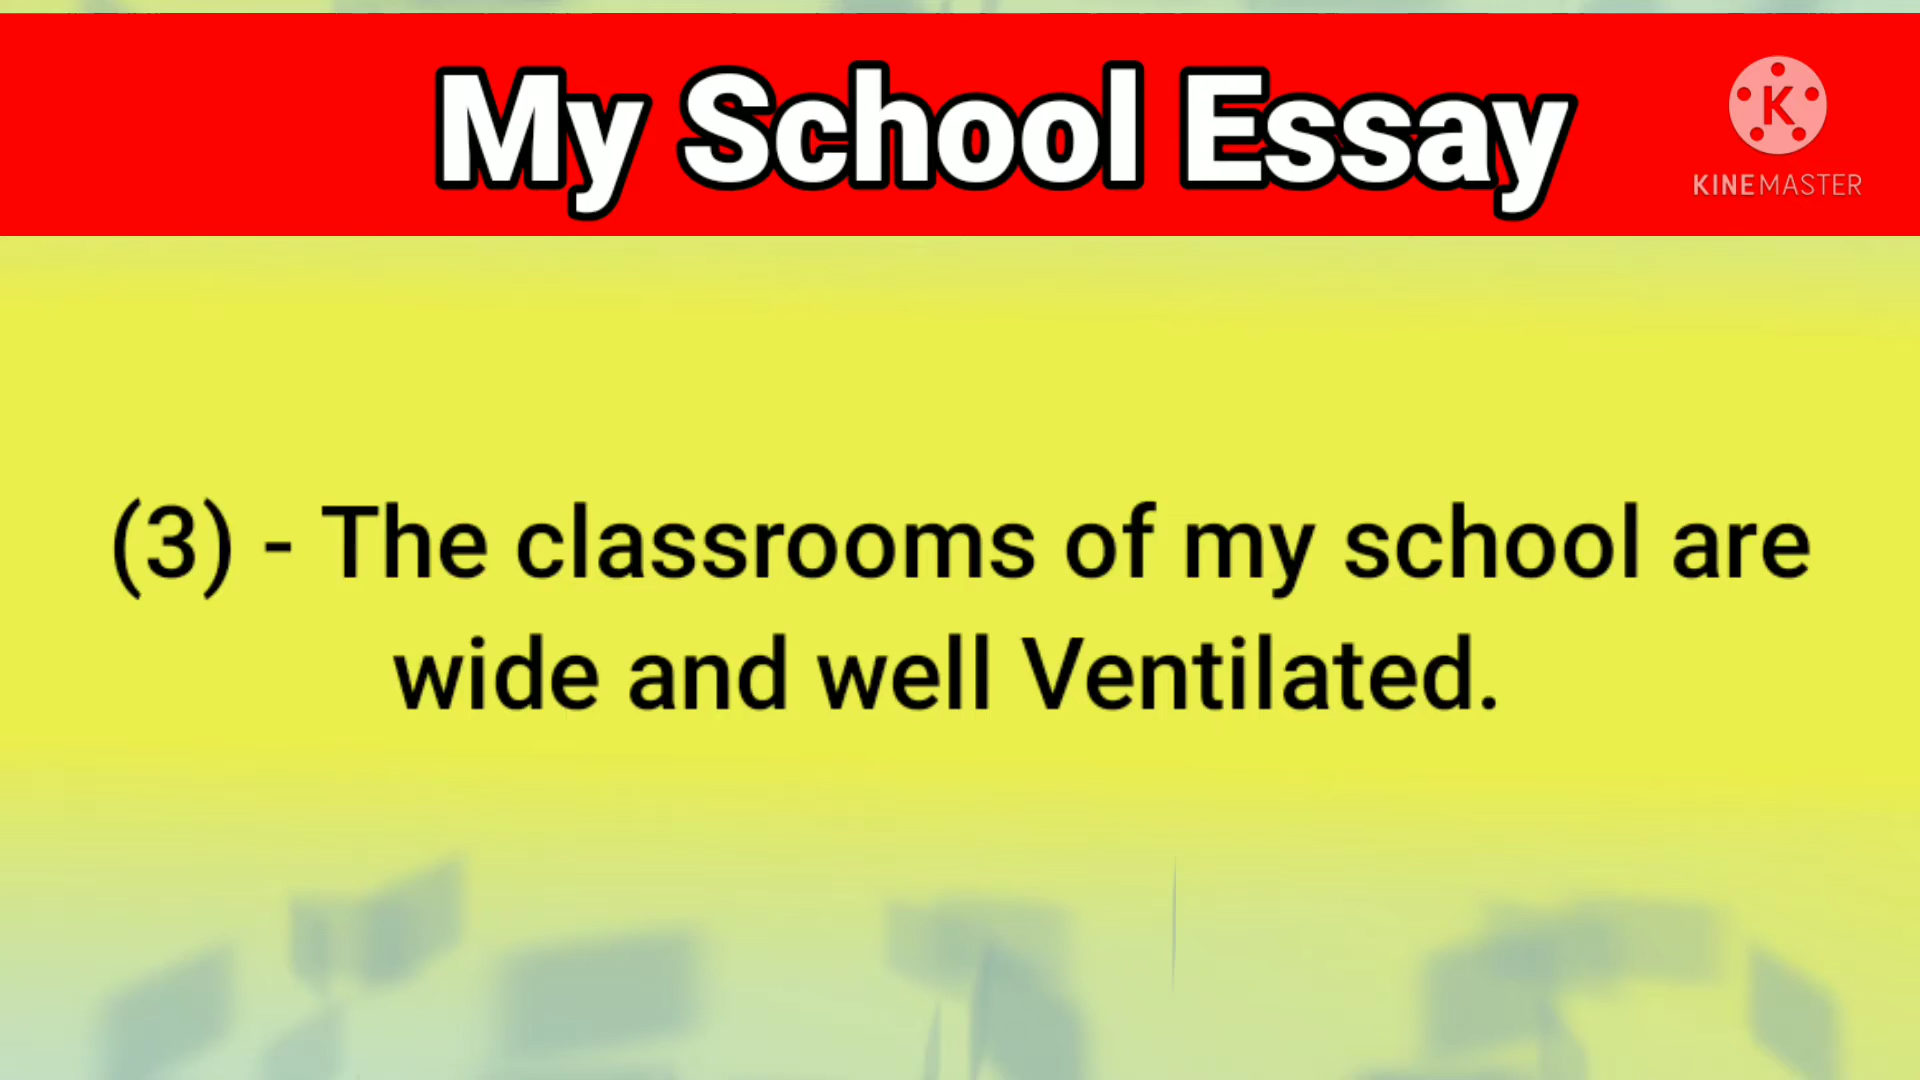 My School Essay
K
KINEMASTER
(3) - The classrooms of my school are
wide and well Ventilated.